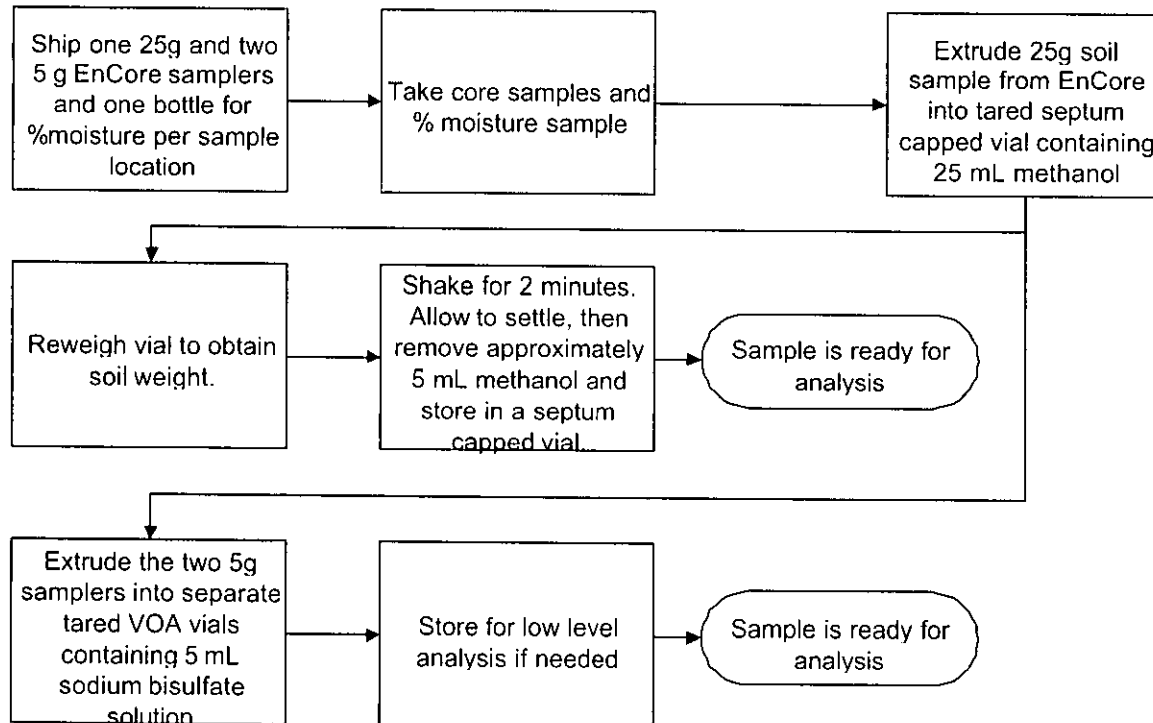 Ship one 25g and two
5 g EnCore samplers
and one bottle for
%moisture per sample
location
Take core samples and
% moisture sample
Extrude 25g soil
sample from EnCore
into tared septum
capped vial containing
25 mL methanol
Reweigh vial to obtain
soil weight.
Shake for 2 minutes.
Allow to settle, then
remove approximately
5 mL methanol and
store in a septum
capped vial
Sample is ready for
analysis
Extrude the two 5g
samplers into separate
tared VOA vials
containing 5 mL
sodium bisulfate
solution
Store for low level
analysis if needed
Sample is ready for
analysis